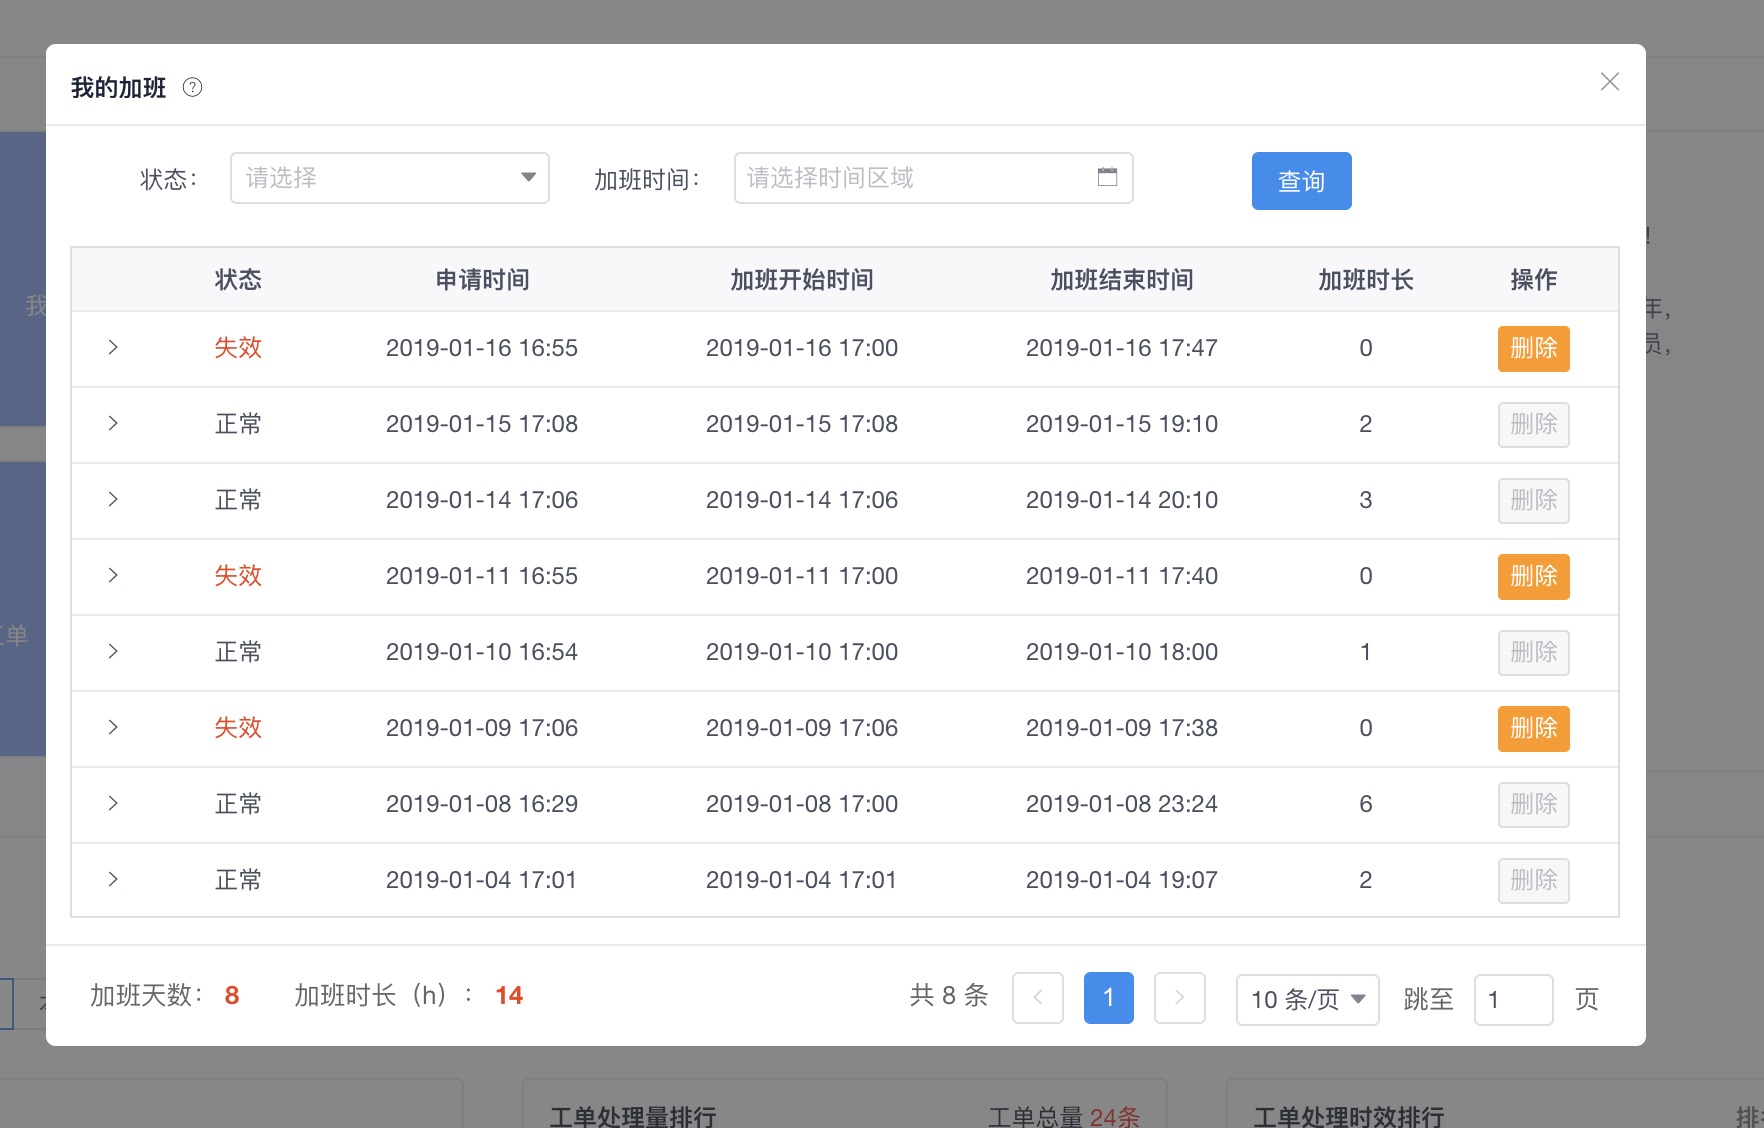 我的加班 ?
状态： 请选择 加班时间： 请选择时间区域 查询
!
状态 申请时间 加班开始时间 加班结束时间 加班时长 操作
我
年，
失效 2019-01-16 16:55 2019-01-16 17:00 2019-01-16 17:47 0 删除
员，
正常 2019-01-15 17:08 2019-01-15 17:08 2019-01-15 19:10 2 删除
正常 2019-01-14 17:06 2019-01-14 17:06 2019-01-14 20:10 3 删除
失效 2019-01-11 16:55 2019-01-11 17:00 2019-01-11 17:40 0 删除
工单
正常 2019-01-10 16:54 2019-01-10 17:00 2019-01-10 18:00 1 删除
失效 2019-01-09 17:06 2019-01-09 17:06 2019-01-09 17:38 0 删除
正常 2019-01-08 16:29 2019-01-08 17:00 2019-01-08 23:24 6 删除
正常 2019-01-04 17:01 2019-01-04 17:01 2019-01-04 19:07 2 删除
加班天数： 8 加班时长（h）： 14 共 8 条 1 10 条/页 跳至 1 页
工单处理量排行 工单总量 24条 工单处理时效排行